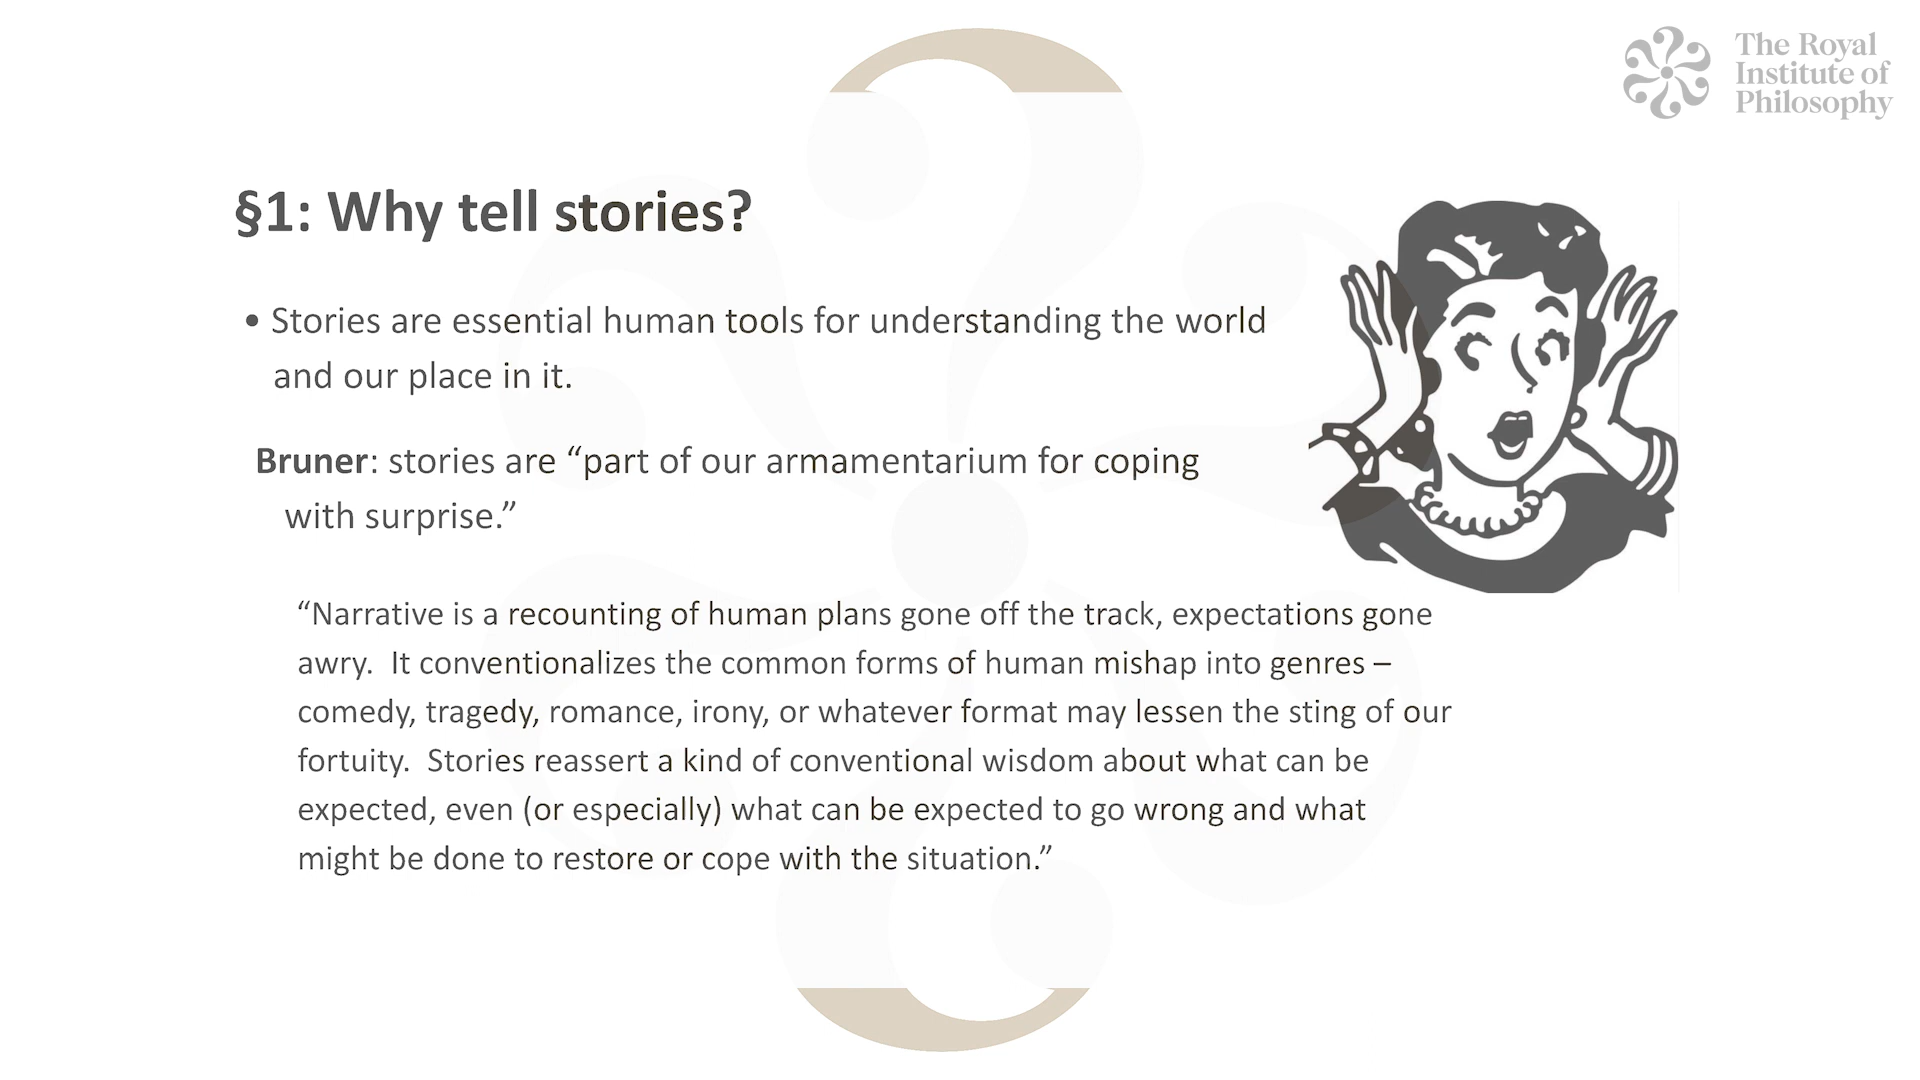 The Royal
Institute of
Philosophy
§1: Why tell stories?
• Stories are essential human tools for understanding the world
and our place in it.
Bruner: stories are “part of our armamentarium for coping
with surprise.”
“Narrative is a recounting of human plans gone off the track, expectations gone
awry.  It conventionalizes the common forms of human mishap into genres –
comedy, tragedy, romance, irony, or whatever format may lessen the sting of our
fortuity.  Stories reassert a kind of conventional wisdom about what can be
expected, even (or especially) what can be expected to go wrong and what
might be done to restore or cope with the situation.”